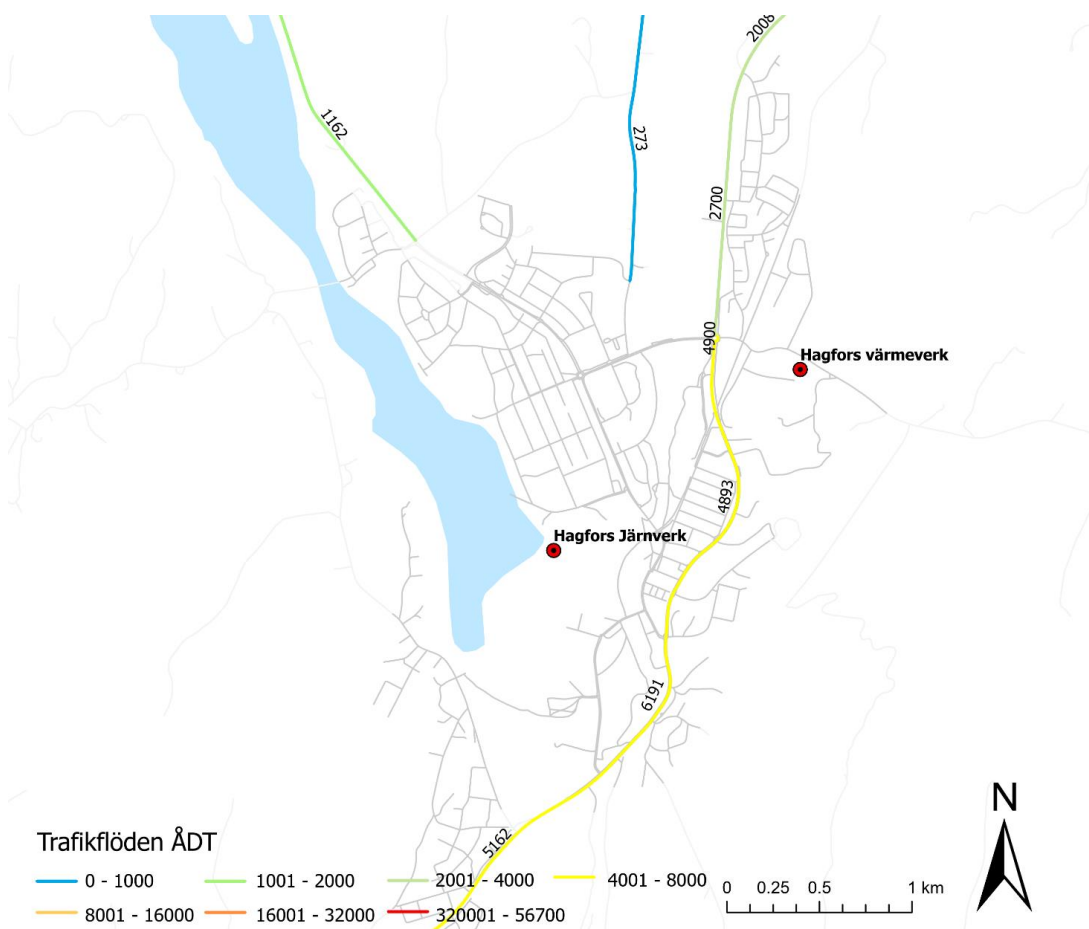 2008
1162
273
2700
4900
Hagfors värmeverk
4893
Hagfors Järnverk
6191
5162
N
Trafikflöden ÅDT
0 - 1000 1001 - 2000 2001 - 4000 4001 - 8000
8001 - 16000 16001 - 32000 320001 - 56700
0 0.25 0.5 1 km